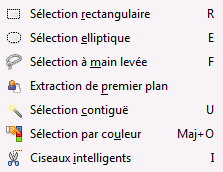 Sélection rectangulaire R
Sélection elliptique E
Sélection à main levée F
Extraction de premier plan
Sélection contiguë U
Sélection par couleur Maj+O
Ciseaux intelligents I